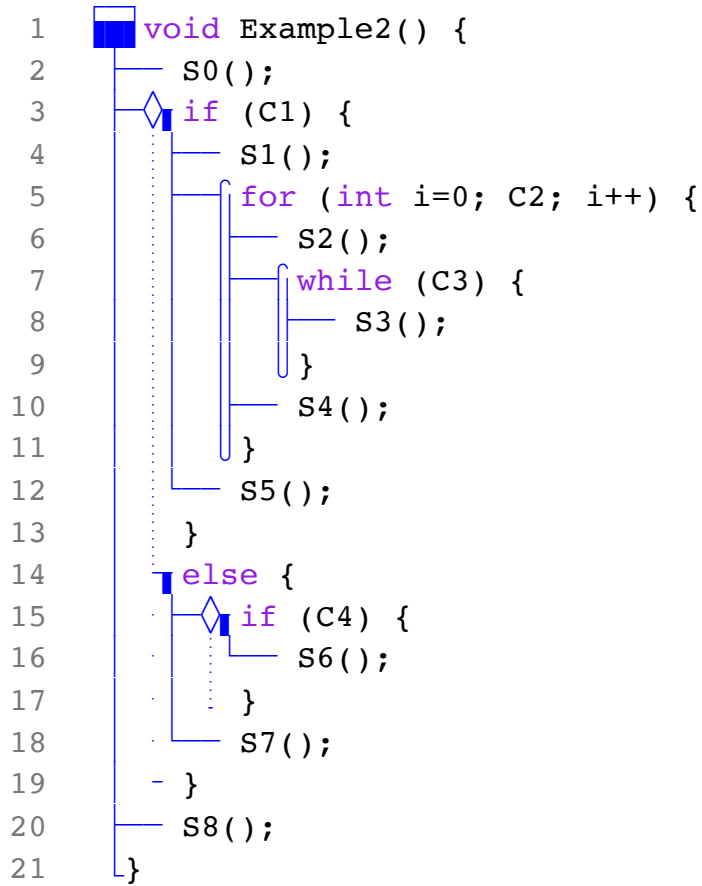 1 void Example2() {
2 S0();
3 if (C1) {
4 S1();
5 for (int i=0; C2; i++) {
6 S2();
7 while (C3) {
8 S3();
9 }
10 S4();
11 }
12 S5();
13 }
14 else {
15 if (C4) {
16 S6();
17 }
18 S7();
19 }
20 S8();
21 }